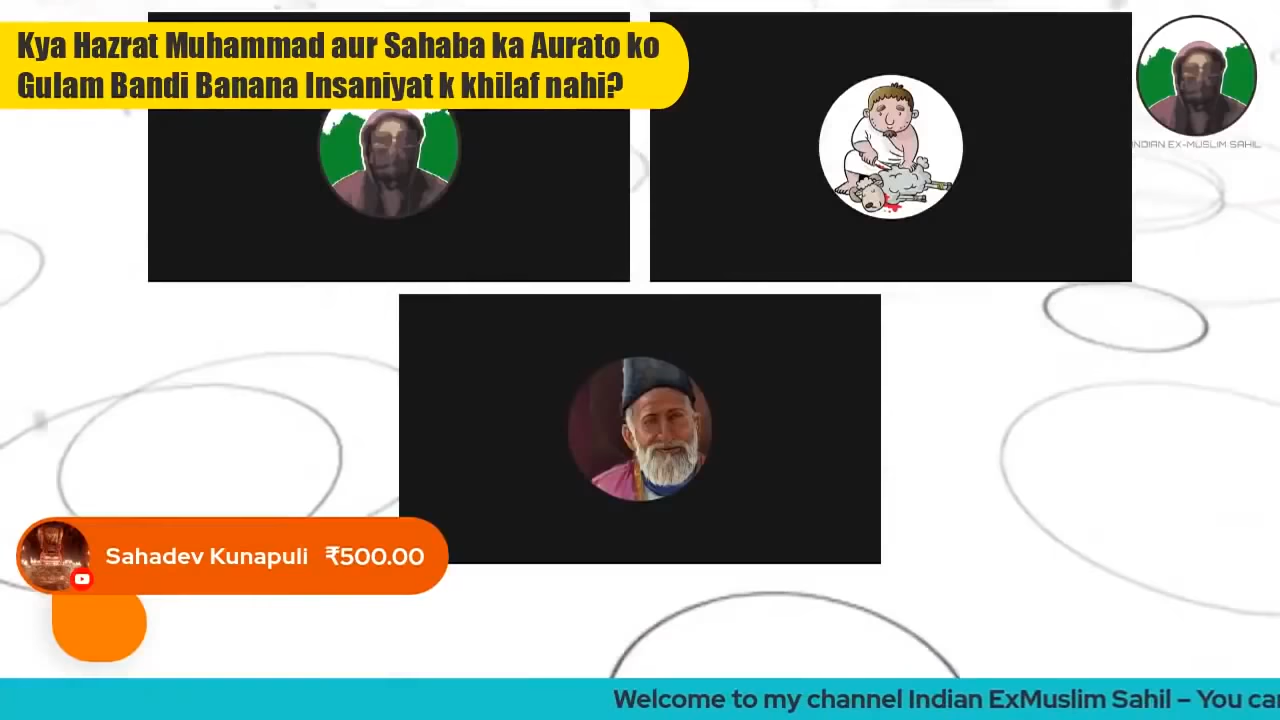 Kya Hazrat Muhammad aur Sahaba ka Aurato ko
Gulam Bandi Banana Insaniyat k khilaf nahi?
INDIAN EX-MUSLIM SAHIL
Sahadev Kunapuli ₹500.00
Welcome to my channel Indian ExMuslim Sahil – You